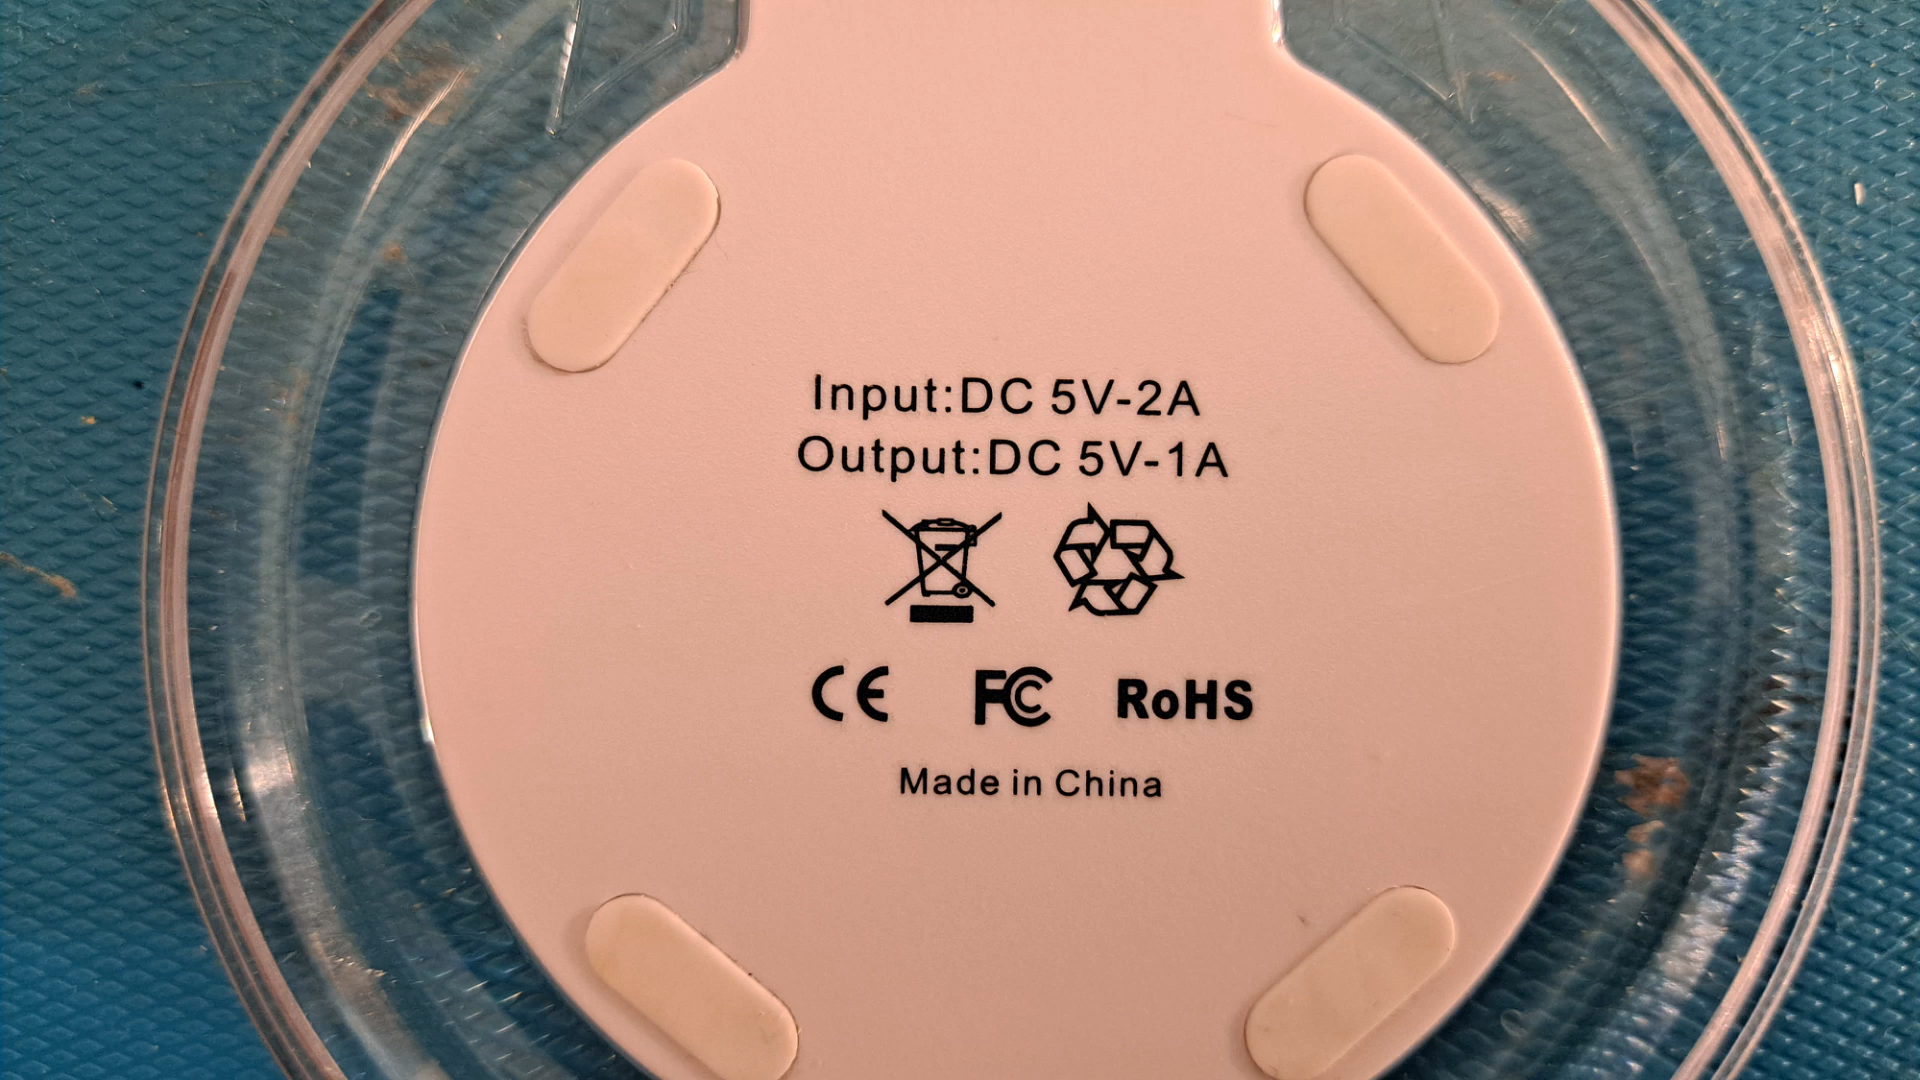 Input:DC 5V-2A
Output:DC 5V-1A
CE FC RoHS
Made in China